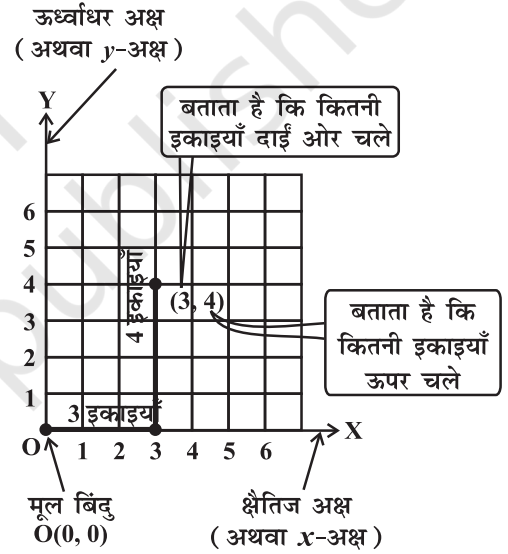 ऊर्ध्वाधर अक्ष
( अथवा y-अक्ष )
Y
बताता है कि कितनी
इकाइयाँ दाईं ओर चले
6
5
4
3
2
1
4 इकाइयाँ
(3, 4)
बताता है कि
कितनी इकाइयाँ
ऊपर चले
3 इकाइयाँ
X
O
1 2 3 4 5 6
मूल बिंदु
O(0, 0)
क्षैतिज अक्ष
( अथवा x-अक्ष )
publishe